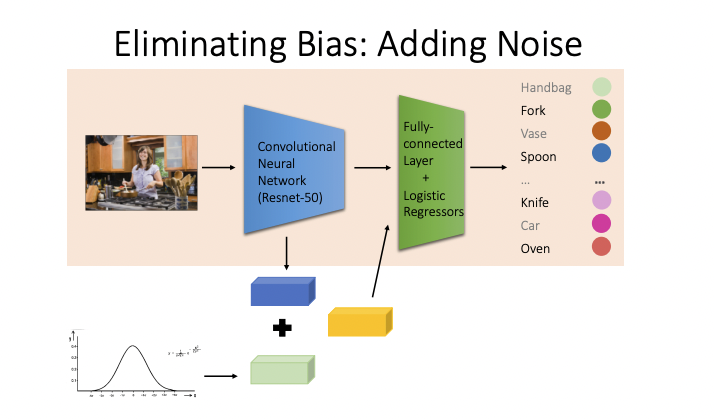 Eliminating Bias: Adding Noise
Convolutional
Neural
Network
(Resnet-50)
Fully-
connected
Layer
+
Logistic
Regressors
Handbag
Fork
Vase
Spoon
...
...
Knife
Car
Oven